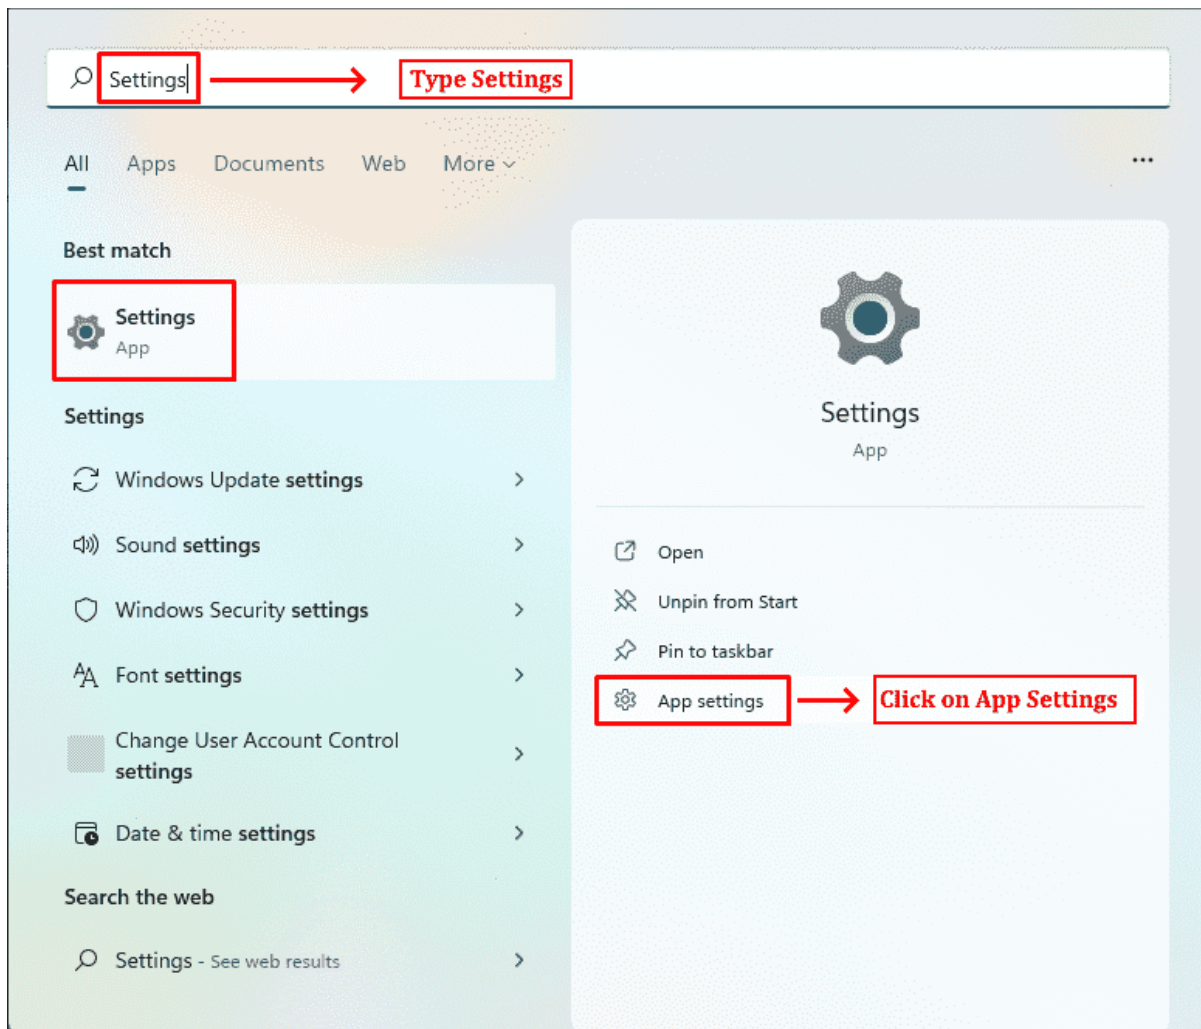 Settings
Type Settings
All Apps Documents Web More
Best match
Settings
App
Settings
Windows Update settings
Sound settings
Windows Security settings
Font settings
Change User Account Control
settings
Date & time settings
Search the web
Settings - See web results
Settings
App
Open
Unpin from Start
Pin to taskbar
App settings
Click on App Settings